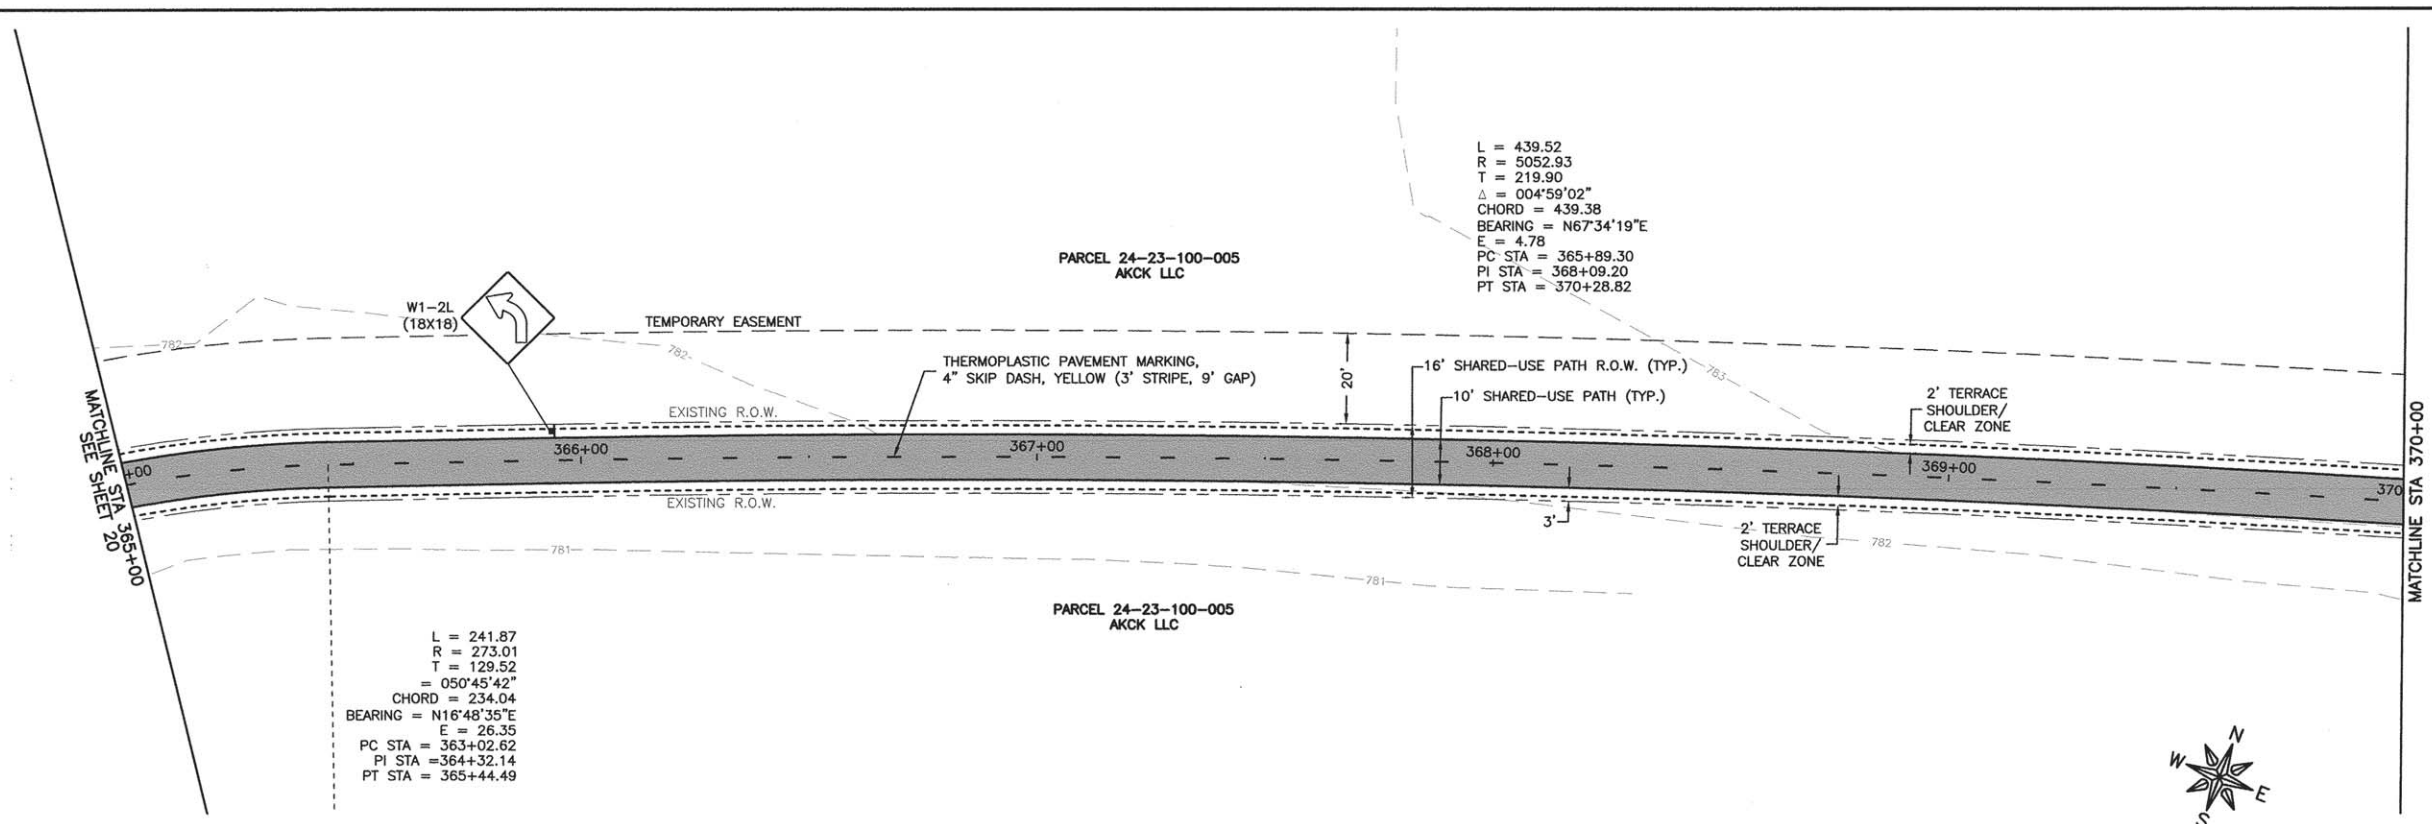 L = 439.52
R = 5052.93
T = 219.90
Δ = 004°59'02"
CHORD = 439.38
BEARING = N67°34'19"E
E = 4.78
PC STA = 365+89.30
PI STA = 368+09.20
PT STA = 370+28.82
PARCEL 24-23-100-005
AKCK LLC
W1-2L
(18X18)
TEMPORARY EASEMENT
782
782
THERMOPLASTIC PAVEMENT MARKING,
4" SKIP DASH, YELLOW (3' STRIPE, 9' GAP)
20'
16' SHARED-USE PATH R.O.W. (TYP.)
783
10' SHARED-USE PATH (TYP.)
2' TERRACE
SHOULDER/
CLEAR ZONE
EXISTING R.O.W.
MATCHLINE STA 365+00
SEE SHEET 20
+00
366+00
367+00
368+00
369+00
370
MATCHLINE STA 370+00
EXISTING R.O.W.
3'
2' TERRACE
SHOULDER/
CLEAR ZONE
782
781
781
PARCEL 24-23-100-005
AKCK LLC
L = 241.87
R = 273.01
T = 129.52
= 050°45'42"
CHORD = 234.04
BEARING = N16°48'35"E
E = 26.35
PC STA = 363+02.62
PI STA =364+32.14
PT STA = 365+44.49
N
W
E
S